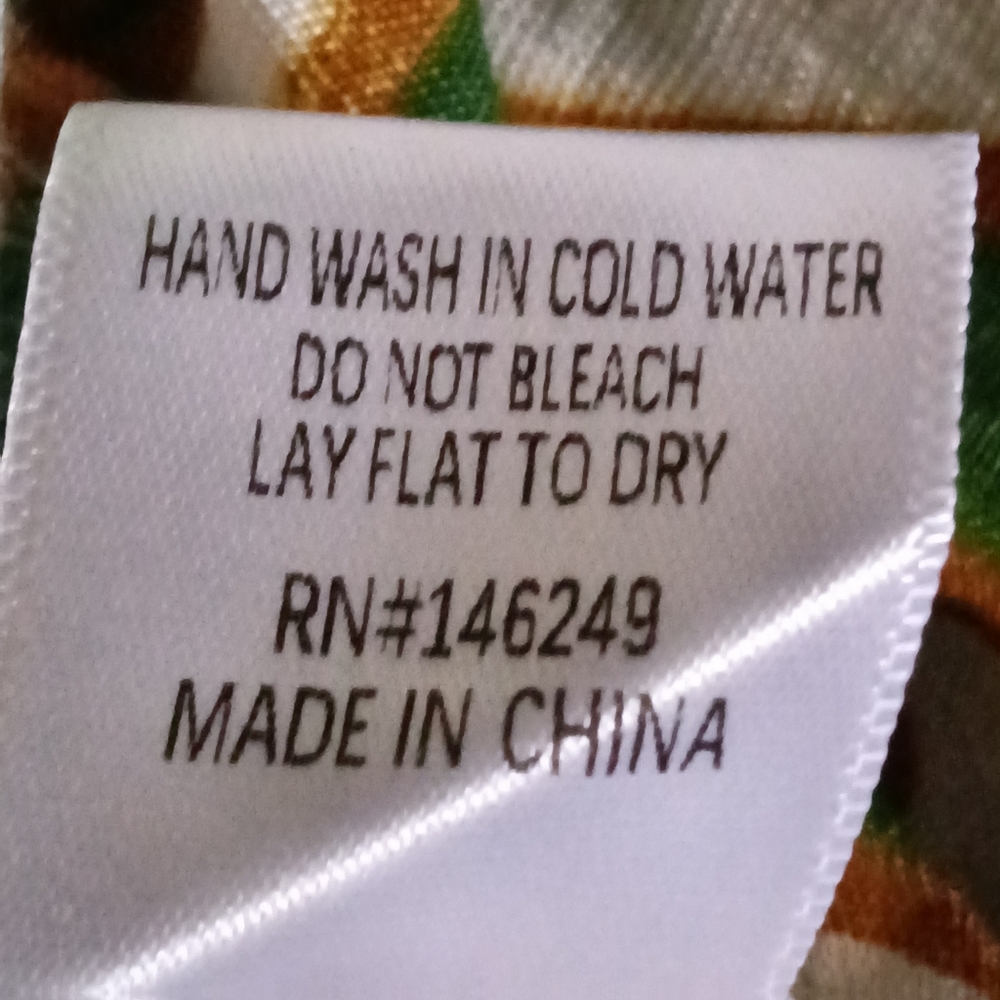 HAND WASH IN COLD WATER
DO NOT BLEACH
LAY FLAT TO DRY
RN#146249
MADE IN CHINA